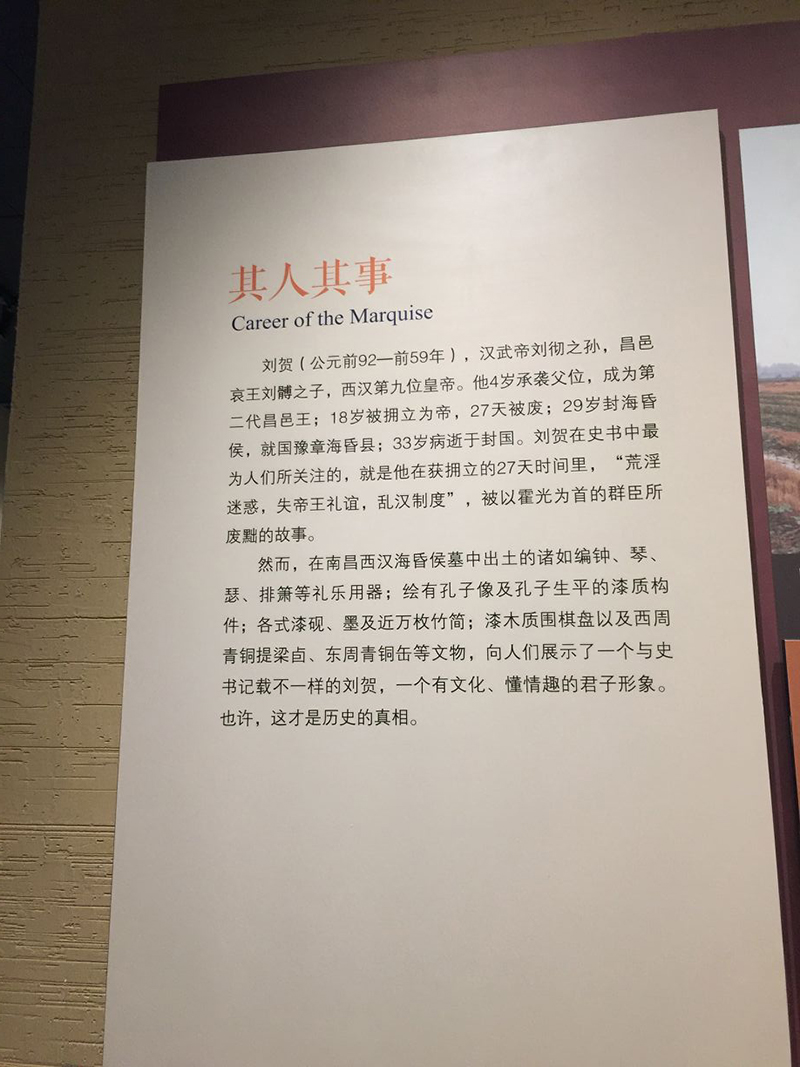 其人其事
Career of the Marquise
刘贺（公元前92—前59年），汉武帝刘彻之孙，昌邑
哀王刘髆之子，西汉第九位皇帝。他4岁承袭父位，成为第
二代昌邑王；18岁被拥立为帝，27天被废；29岁封海昏
侯，就国豫章海昏县；33岁病逝于封国。刘贺在史书中最
为人们所关注的，就是他在获拥立的27天时间里，“荒淫
迷惑，失帝王礼谊，乱汉制度”，被以霍光为首的群臣所
废黜的故事。
然而，在南昌西汉海昏侯墓中出土的诸如编钟、琴、
瑟、排箫等礼乐用器；绘有孔子像及孔子生平的漆质构
件；各式漆砚、墨及近万枚竹简；漆木质围棋盘以及西周
青铜提梁卣、东周青铜缶等文物，向人们展示了一个与史
书记载不一样的刘贺，一个有文化、懂情趣的君子形象。
也许，这才是历史的真相。